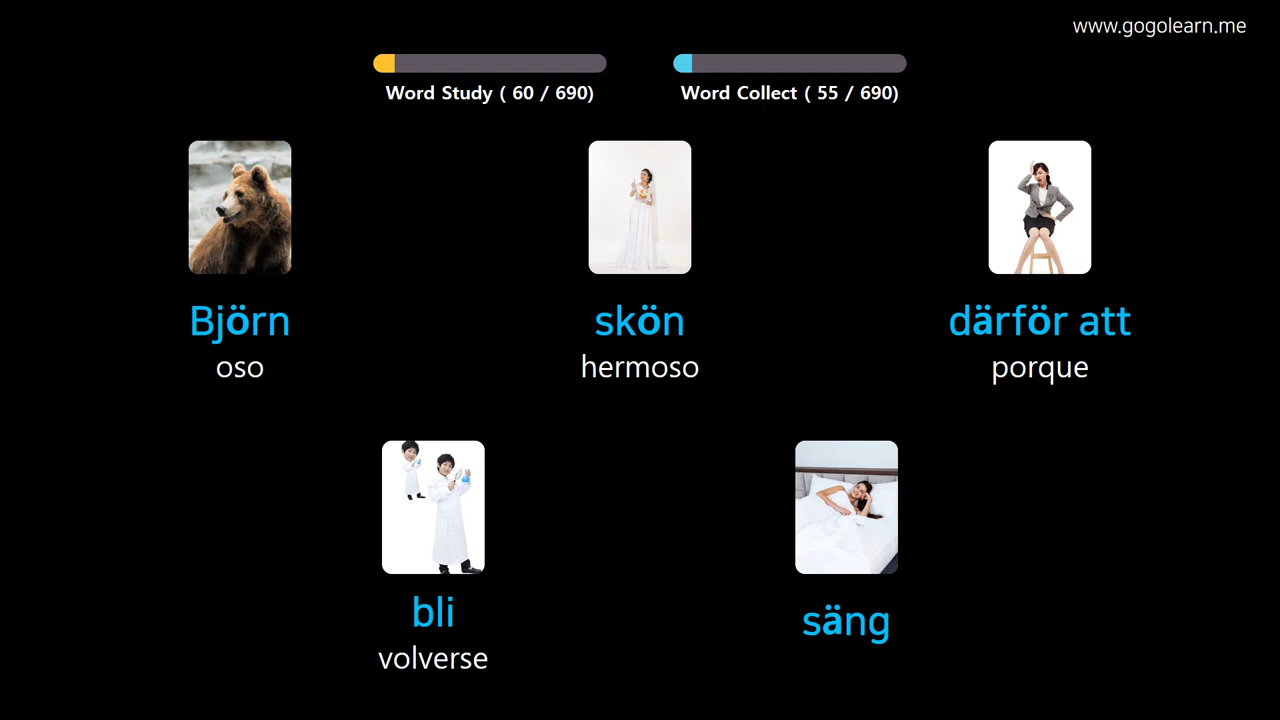 www.gogolearn.me
Word Study ( 60 / 690)
Word Collect ( 55 / 690)
Björn
oso
skön
hermoso
därför att
porque
bli
volverse
säng